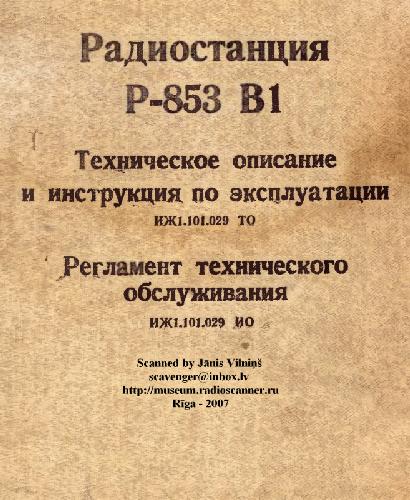 Радиостанция
Р-853 В1
Техническое описание
и инструкция по эксплуатации
ИЖ1.101.029 ТО
Регламент технического
обслуживания
ИЖ1.101.029 ИО
Scanned by Jānis Vilniņš
scavenger@inbox.lv
http://museum.radioscanner.ru
Rīga - 2007